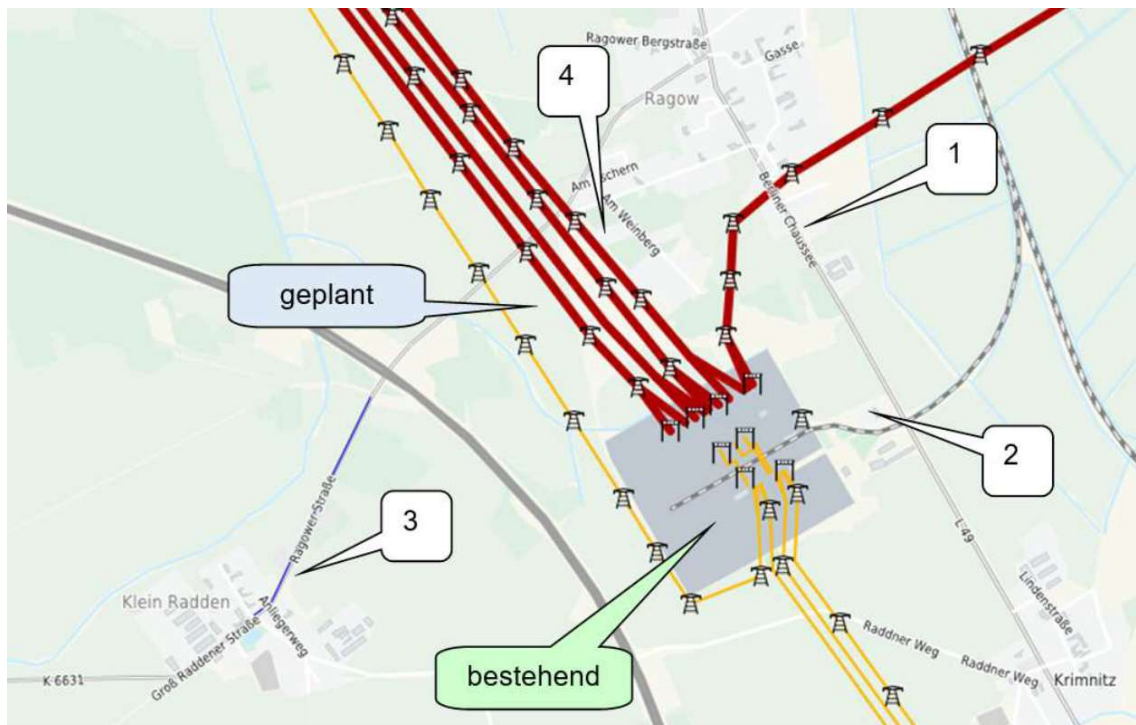 Ragower Bergstraße
Gasse
4
Ragow
1
Berliner Chaussee
Am Weinberg
geplant
2
Ragower Straße
3
L 49
Klein Radden
Anliegerweg
Lindenstraße
Groß Raddener Straße
Raddner Weg
Raddner Weg
bestehend
K 6631
Krimnitz